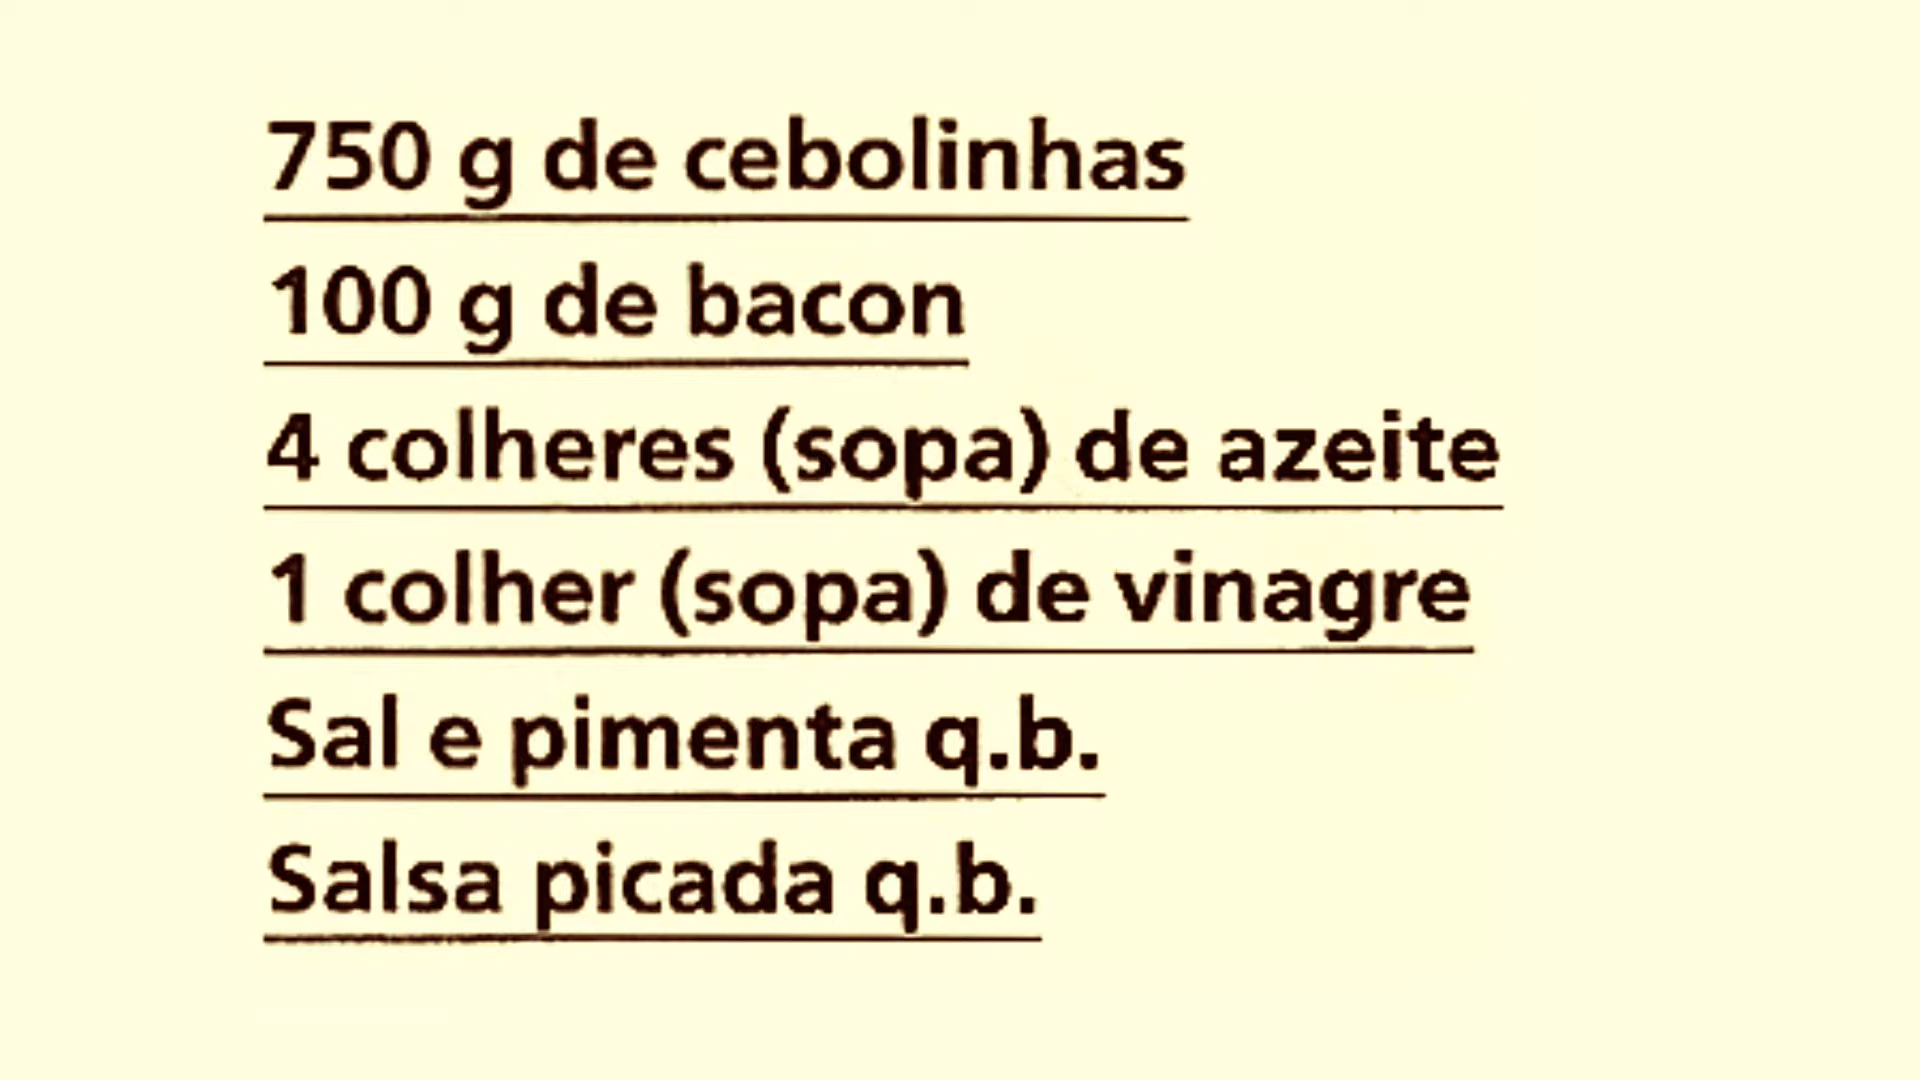 750 g de cebolinhas
100 g de bacon
4 colheres (sopa) de azeite
1 colher (sopa) de vinagre
Sal e pimenta q.b.
Salsa picada q.b.